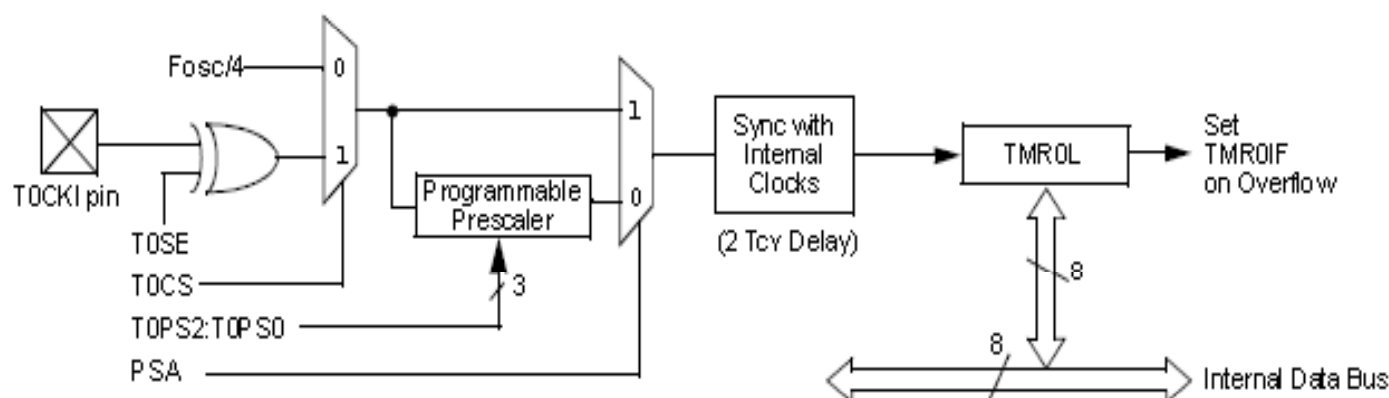 Fosc/4
0
1
T0CKI pin
T0SE
T0CS
T0PS2:T0PS0
PSA
Programmable
Prescaler
3
1
0
Sync with
Internal
Clocks
(2 Tcy Delay)
TMR0L
Set
TMR0IF
on Overflow
8
8
Internal Data Bus